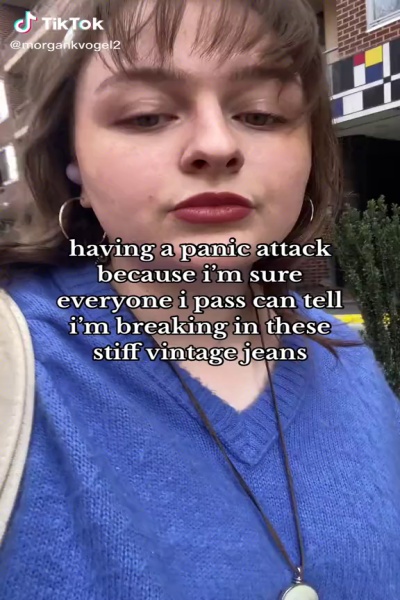 TikTok
@morgankvogel2
having a panic attack
because i'm sure
everyone i pass can tell
i'm breaking in these
stiff vintage jeans